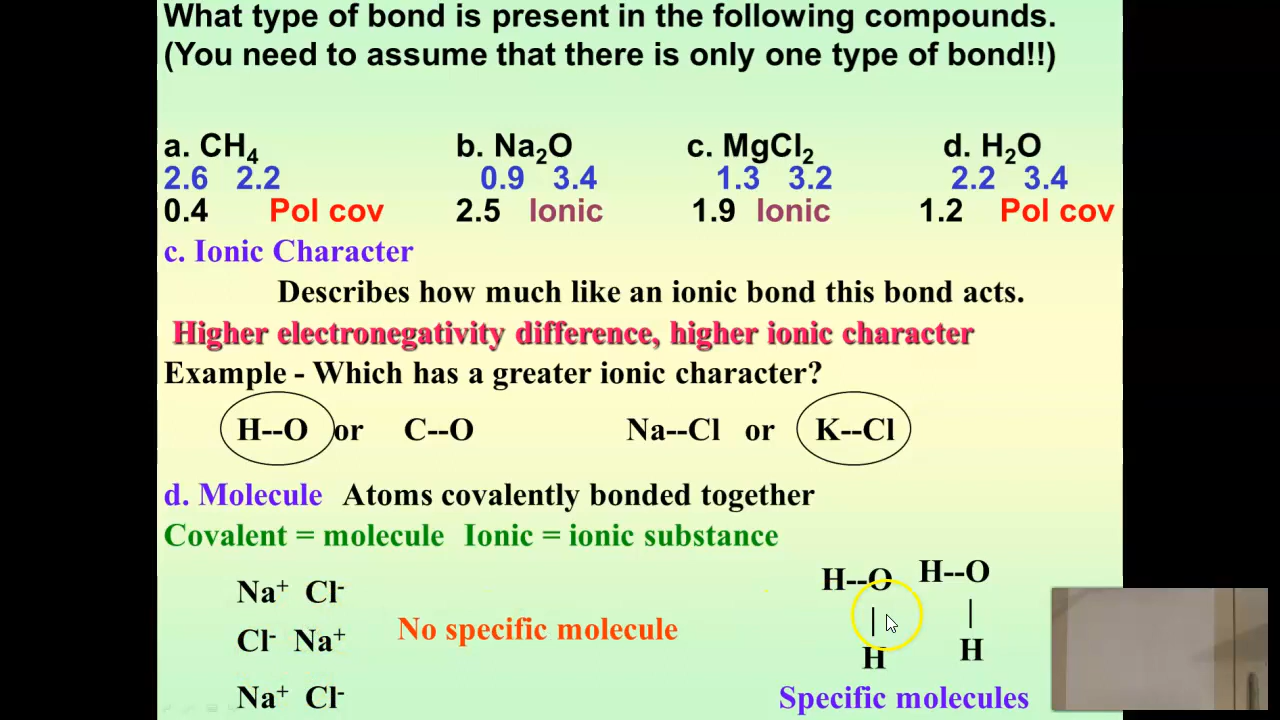 What type of bond is present in the following compounds.
(You need to assume that there is only one type of bond!!)
a. CH₄ b. Na₂O c. MgCl₂ d. H₂O
2.6 2.2 0.9 3.4 1.3 3.2 2.2 3.4
0.4 Pol cov 2.5 Ionic 1.9 Ionic 1.2 Pol cov
c. Ionic Character
Describes how much like an ionic bond this bond acts.
Higher electronegativity difference, higher ionic character
Example - Which has a greater ionic character?
H--O or C--O Na--Cl or K--Cl
d. Molecule Atoms covalently bonded together
Covalent = molecule Ionic = ionic substance
Na⁺ Cl⁻ H--O H--O
Cl⁻ Na⁺ No specific molecule | |
H H
Na⁺ Cl⁻ Specific molecules